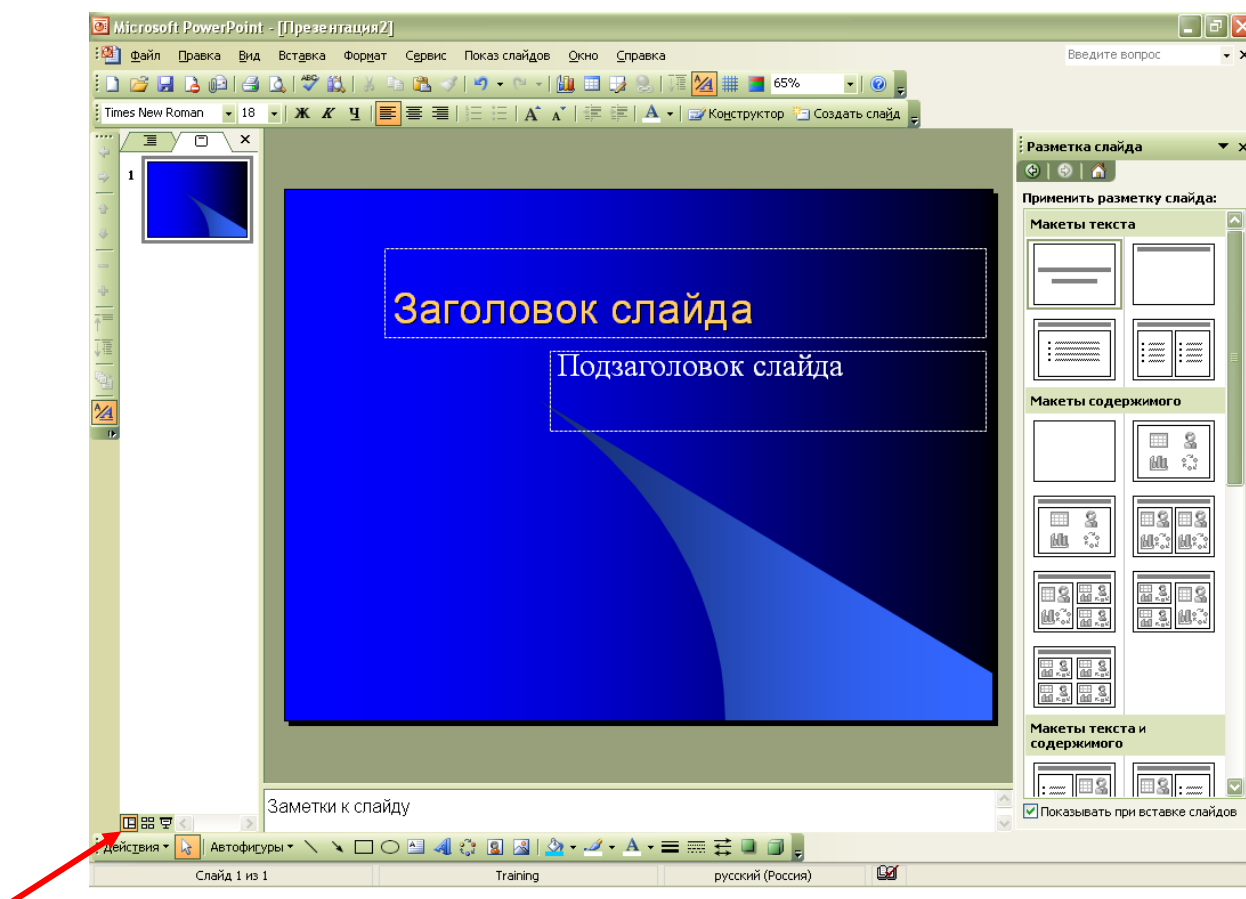 Microsoft PowerPoint - [Презентация2]
Файл Правка Вид Вставка Формат Сервис Показ слайдов Окно Справка Введите вопрос
65%
Times New Roman 18 Ж К Ч Конструктор Создать слайд
Разметка слайда
1
Применить разметку слайда:
Макеты текста
Заголовок слайда
Подзаголовок слайда
Макеты содержимого
Макеты текста и
содержимого
Заметки к слайду
Показывать при вставке слайдов
Действия Автофигуры
Слайд 1 из 1 Training русский (Россия)